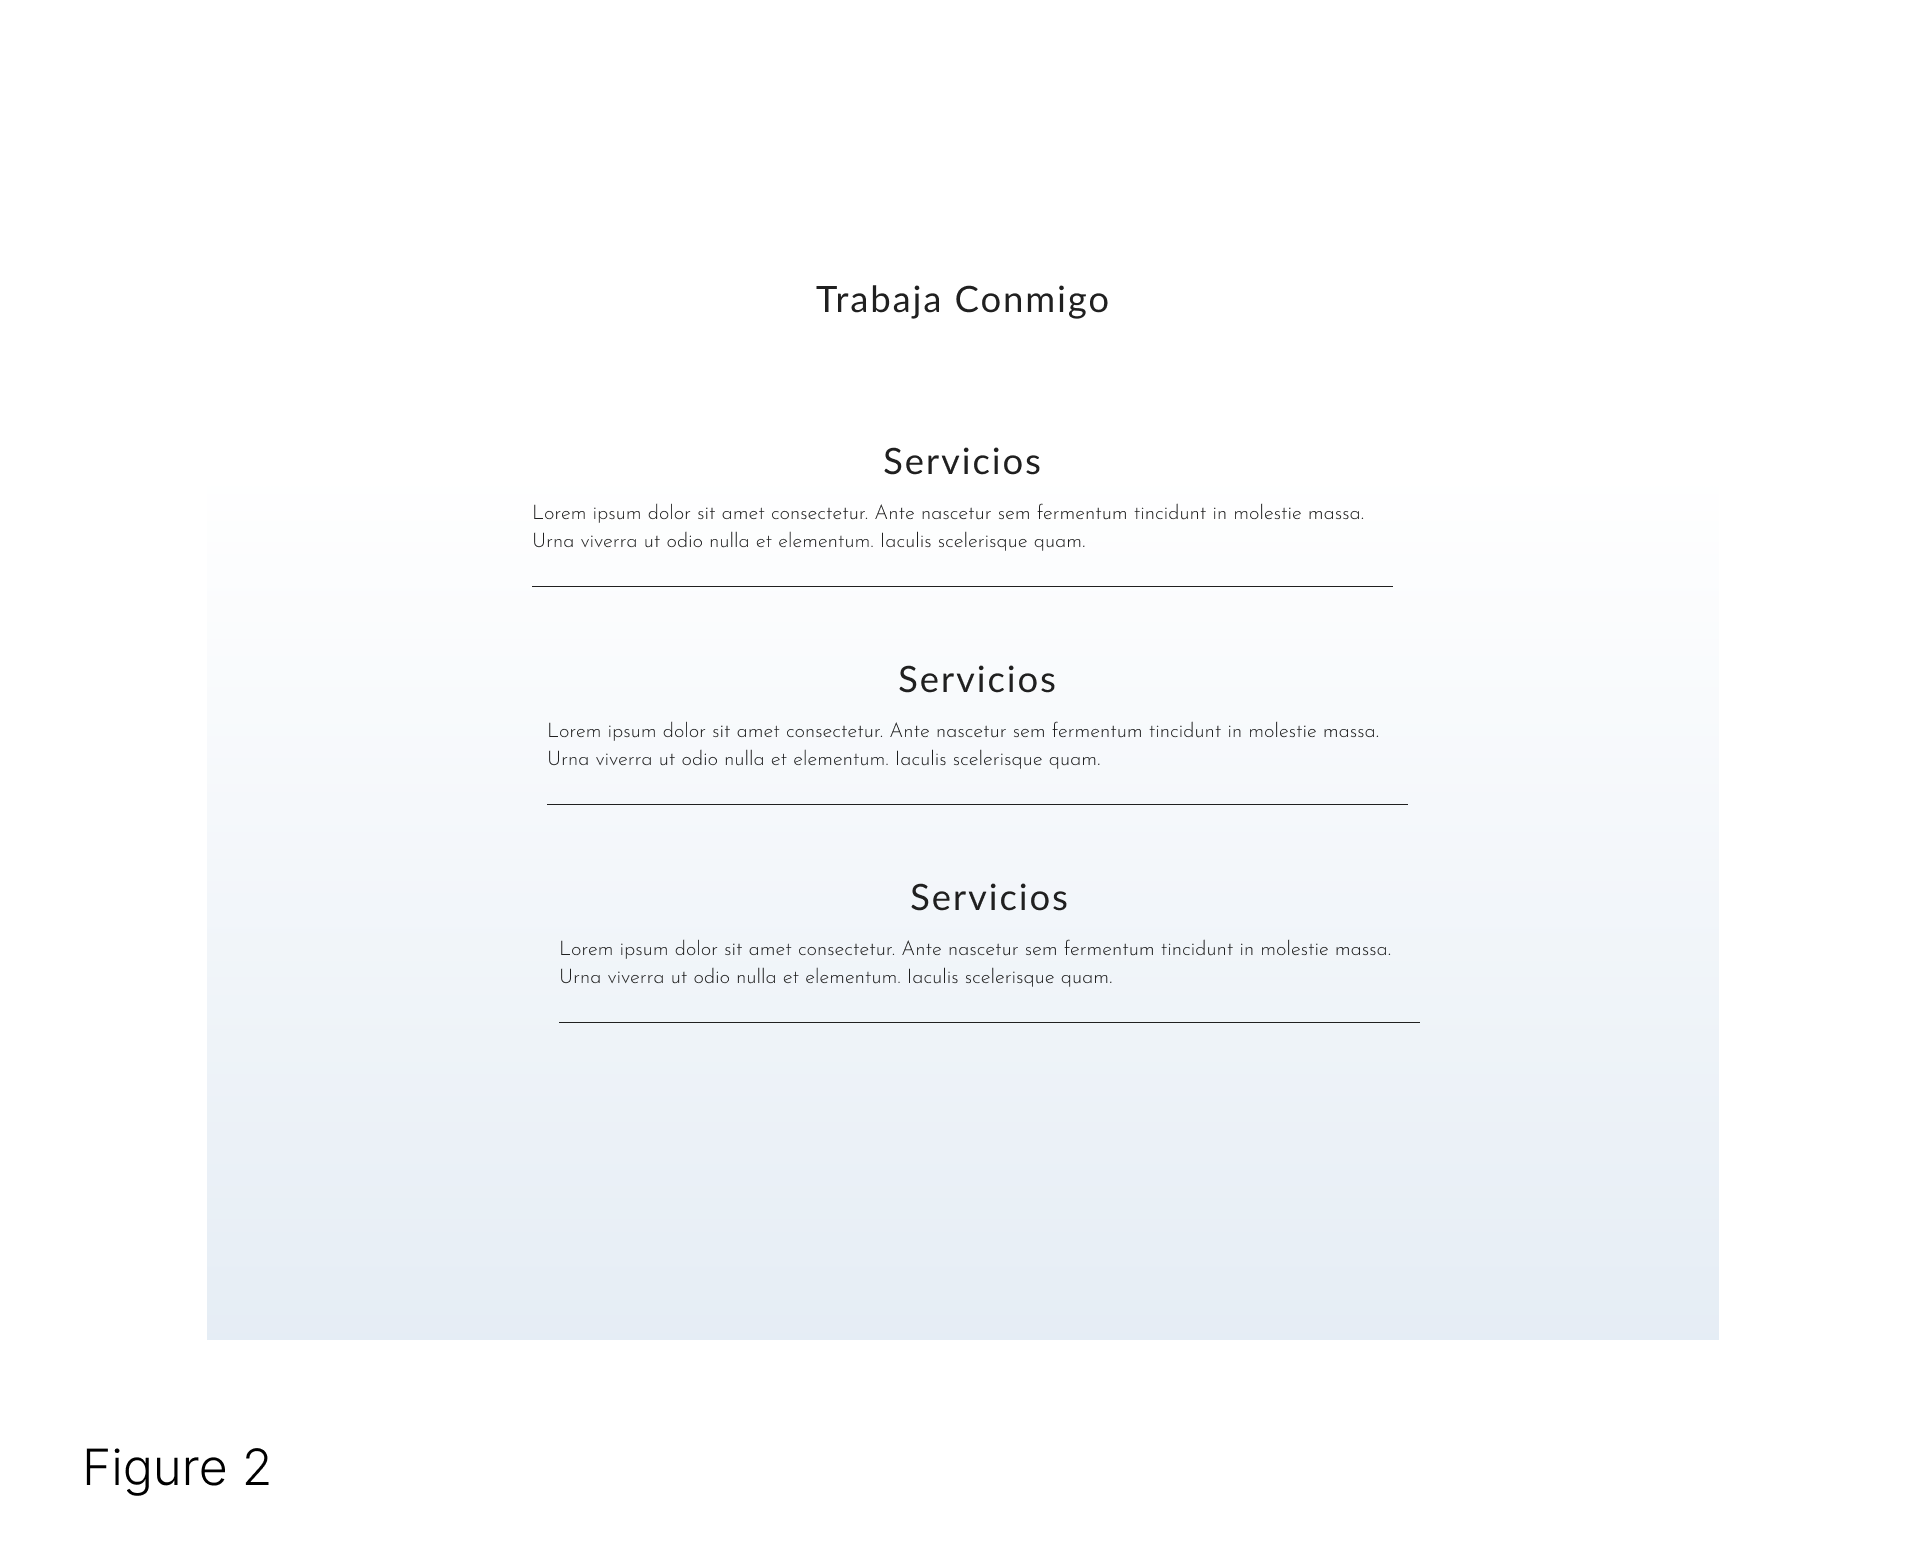 Trabaja Conmigo
Servicios
Lorem ipsum dolor sit amet consectetur. Ante nascetur sem fermentum tincidunt in molestie massa.
Urna viverra ut odio nulla et elementum. Iaculis scelerisque quam.
Servicios
Lorem ipsum dolor sit amet consectetur. Ante nascetur sem fermentum tincidunt in molestie massa.
Urna viverra ut odio nulla et elementum. Iaculis scelerisque quam.
Servicios
Lorem ipsum dolor sit amet consectetur. Ante nascetur sem fermentum tincidunt in molestie massa.
Urna viverra ut odio nulla et elementum. Iaculis scelerisque quam.
Figure 2